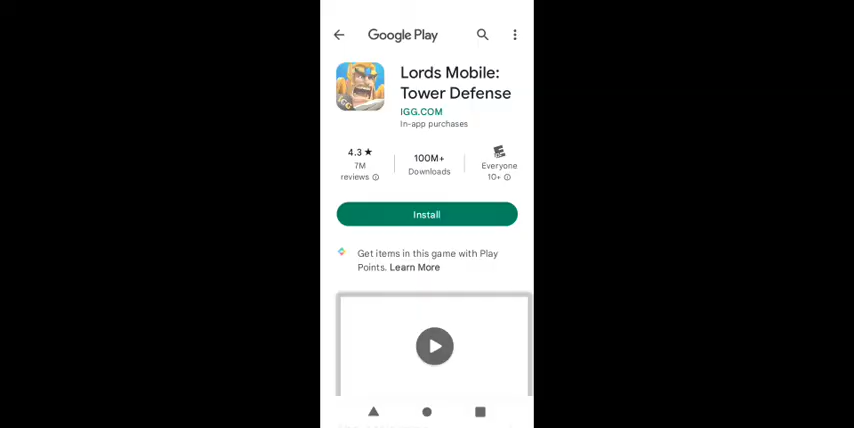 Google Play
Lords Mobile:
Tower Defense
IGG.COM
In-app purchases
4.3★
7M
reviews
100M+
Downloads
Everyone
10+
Install
Get items in this game with Play
Points. Learn More
IGG